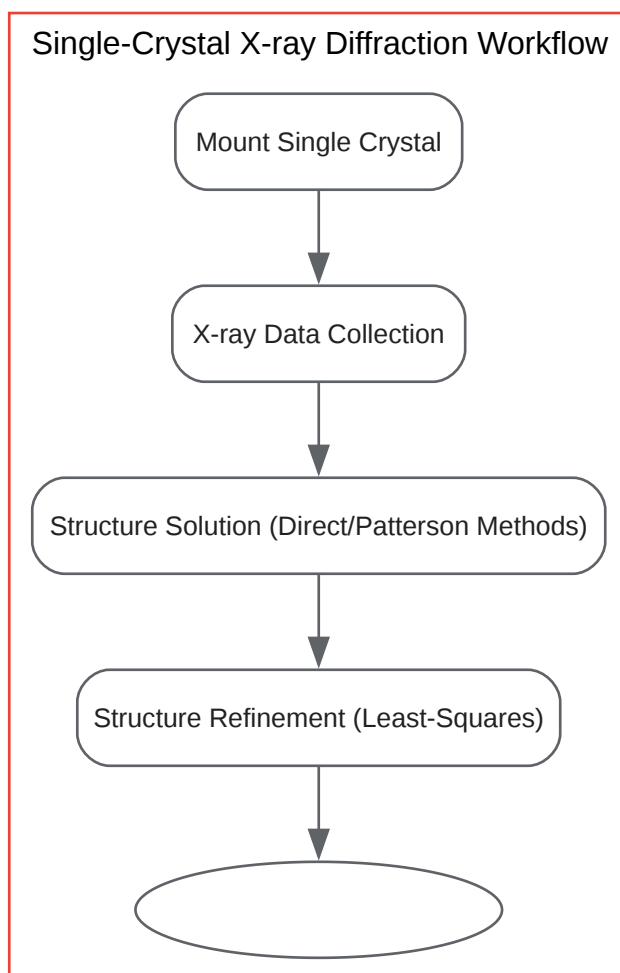 Single-Crystal X-ray Diffraction Workflow
Mount Single Crystal
X-ray Data Collection
Structure Solution (Direct/Patterson Methods)
Structure Refinement (Least-Squares)